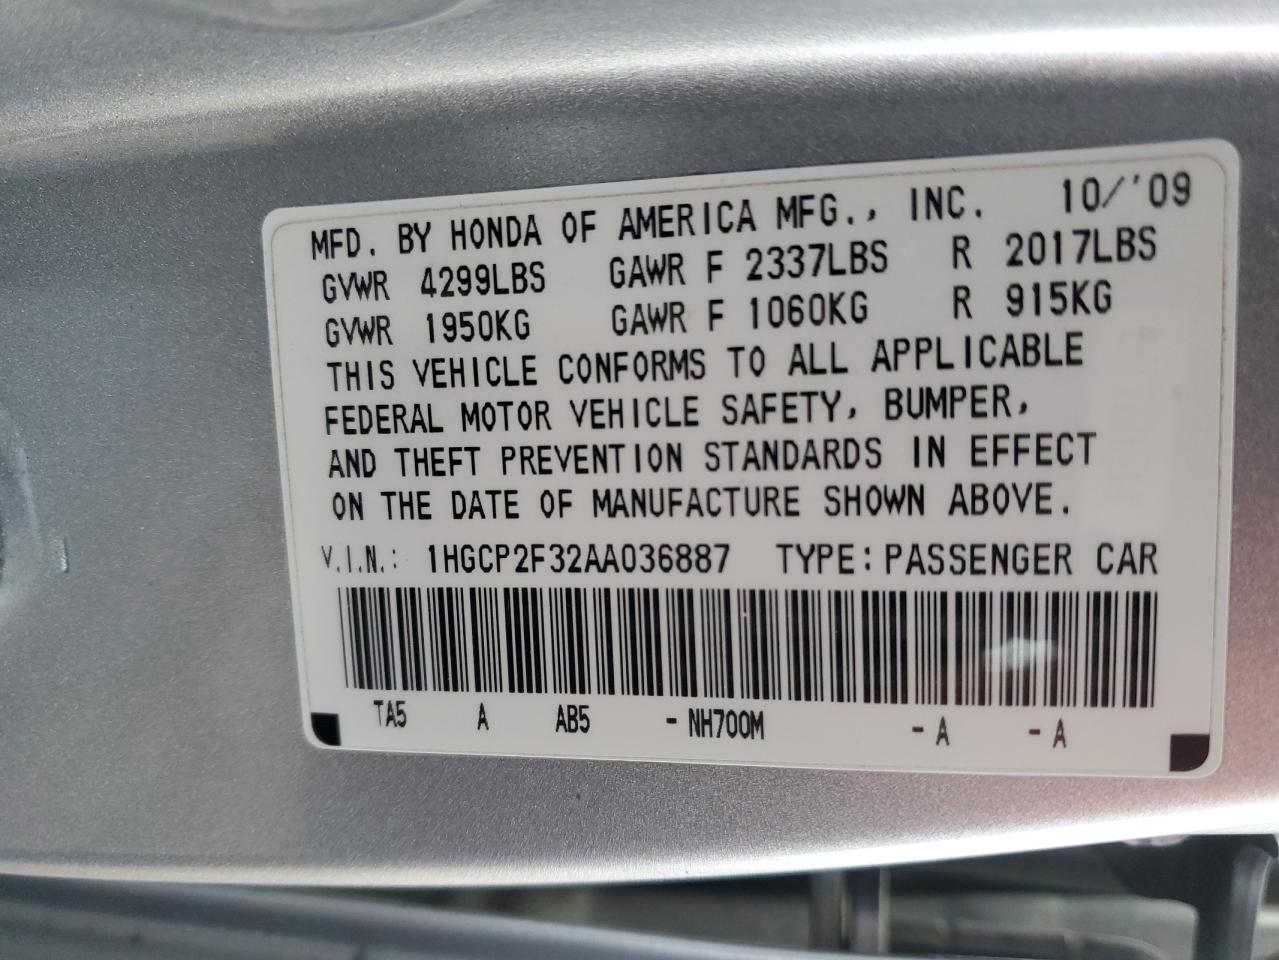 MFD. BY HONDA OF AMERICA MFG., INC. 10/'09
GVWR 4299LBS GAWR F 2337LBS R 2017LBS
GVWR 1950KG GAWR F 1060KG R 915KG
THIS VEHICLE CONFORMS TO ALL APPLICABLE
FEDERAL MOTOR VEHICLE SAFETY, BUMPER,
AND THEFT PREVENTION STANDARDS IN EFFECT
ON THE DATE OF MANUFACTURE SHOWN ABOVE.
V.I.N.: 1HGCP2F32AA036887 TYPE: PASSENGER CAR
TA5 A AB5 - NH700M - A - A